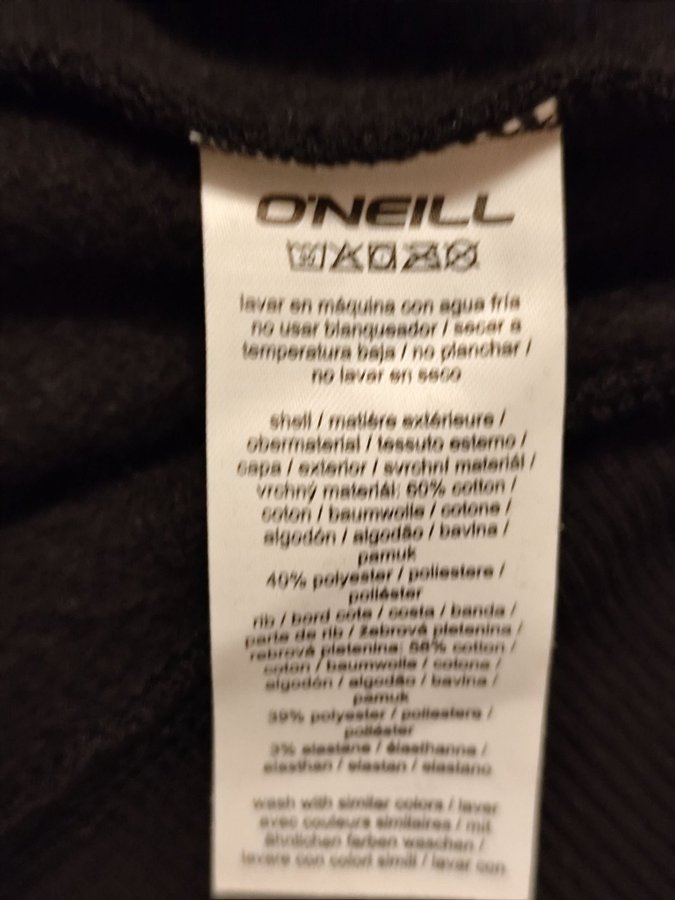 O'NEILL
30
lavar en máquina con agua fría
no usar blanqueador / secar a
temperatura baja / no planchar /
no lavar en seco
shell / matière extérieure /
obermaterial / tessuto esterno /
capa / exterior / svrchní materiál /
vrchný materiál: 60% cotton /
coton / baumwolle / cotone /
algodón / algodão / bavlna /
pamuk
40% polyester / poliestere /
poliéster
rib / bord côte / costa / banda /
parte de rib / žebrová pletenina /
rebrová pletenina: 58% cotton /
coton / baumwolle / cotone /
algodón / algodão / bavlna /
pamuk
39% polyester / poliestere /
poliéster
3% elastane / élasthanne /
elasthan / elastan / elastano
wash with similar colors / laver
avec couleurs similaires / mit
ähnlichen farben waschen /
lavare con colori simili / lavar con